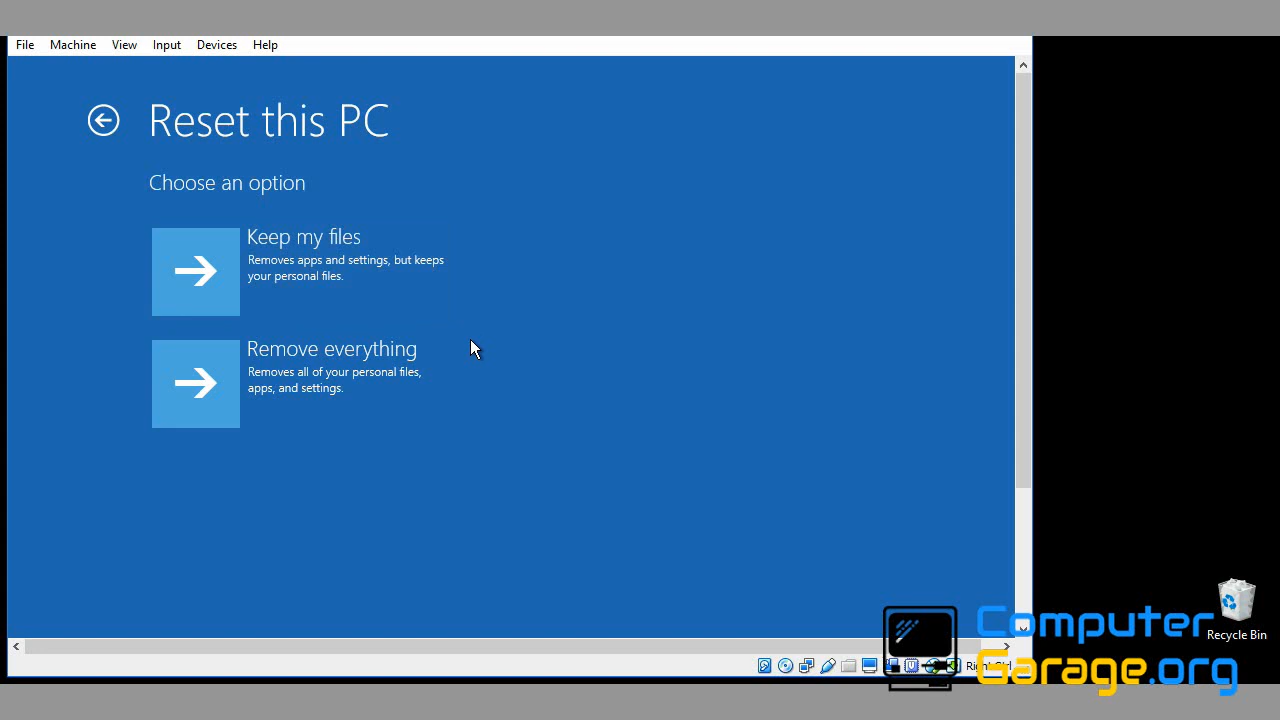 File Machine View Input Devices Help
Reset this PC
Choose an option
Keep my files
Removes apps and settings, but keeps
your personal files.
Remove everything
Removes all of your personal files,
apps, and settings.
Recycle Bin
Computer
Garage.org